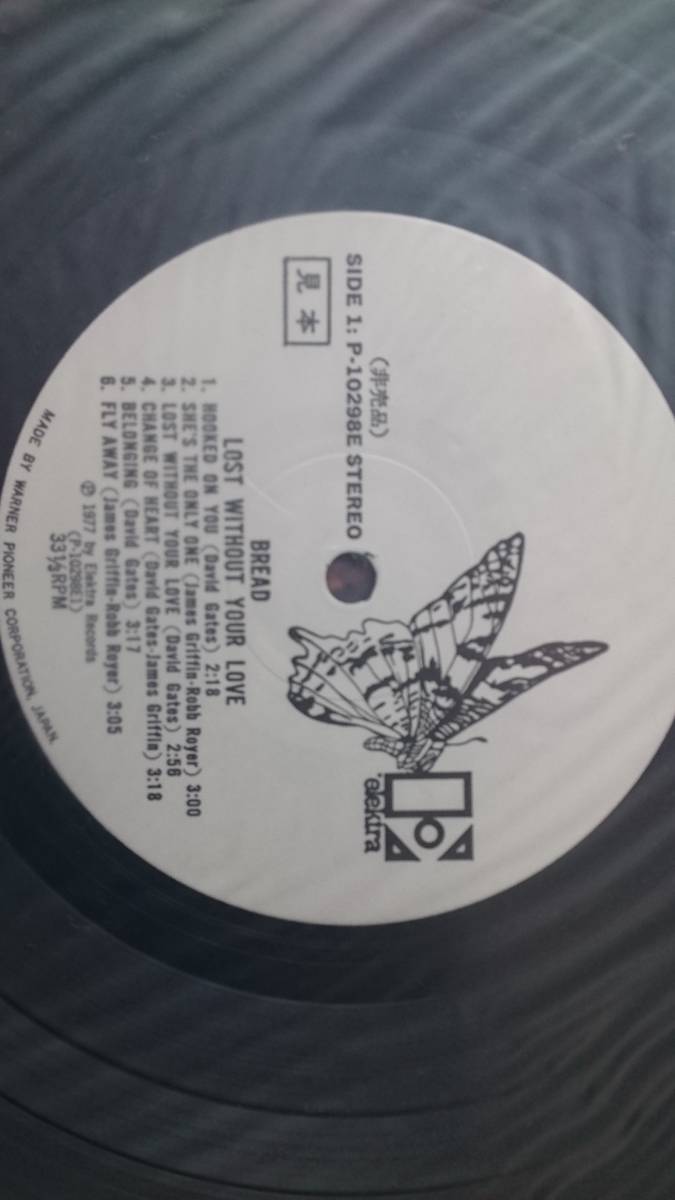 elektra
(非売品)
SIDE 1: P-10298E STEREO
見本
BREAD
LOST WITHOUT YOUR LOVE
1. HOOKED ON YOU (David Gates) 2:18
2. SHE'S THE ONLY ONE (James Griffin-Robb Royer) 3:00
3. LOST WITHOUT YOUR LOVE (David Gates) 2:56
4. CHANGE OF HEART (David Gates-James Griffin) 3:18
5. BELONGING (David Gates) 3:17
6. FLY AWAY (James Griffin-Robb Royer) 3:05
Ⓟ 1977 by Elektra Records
(P-10298E1)
33⅓RPM
MADE BY WARNER PIONEER CORPORATION, JAPAN